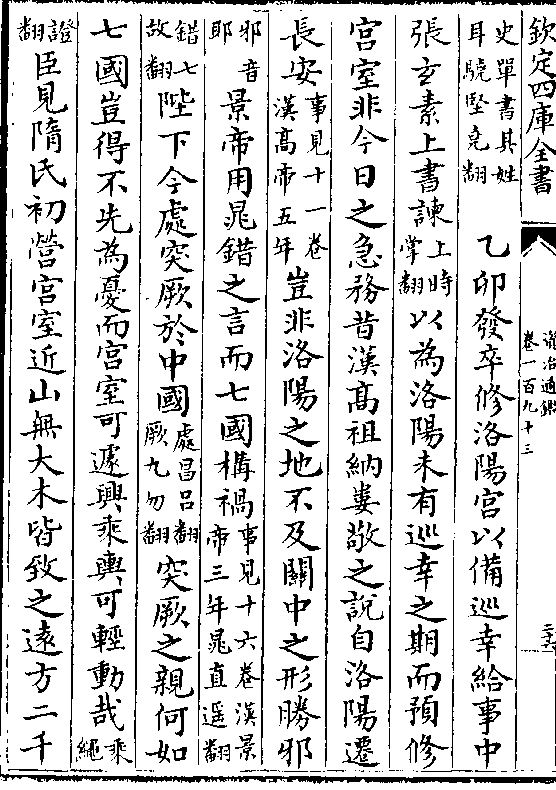 欽定四庫全書
資治通鑑
卷一百九十三
史單書其姓
耳驍堅堯翻
乙卯發卒修洛陽宮以備巡幸給事中
張玄素上書諫
上時
掌翻
以為洛陽未有巡幸之期而預修
宮室非今日之急務昔漢髙祖納婁敬之說自洛陽遷
長安
事見十一卷
漢高帝五年
豈非洛陽之地不及關中之形勝邪
邪音
耶
景帝用鼂錯之言而七國構禍
事見十六卷漢景
帝三年鼂直遥翻
錯七
故翻
陛下今處突厥於中國
處昌吕翻
厥九勿翻
突厥之親何如
七國豈得不先為憂而宮室可遽興乘輿可輕動哉
乘
繩
證
翻
臣見隋氏初營宮室近山無大木皆致之遠方二千